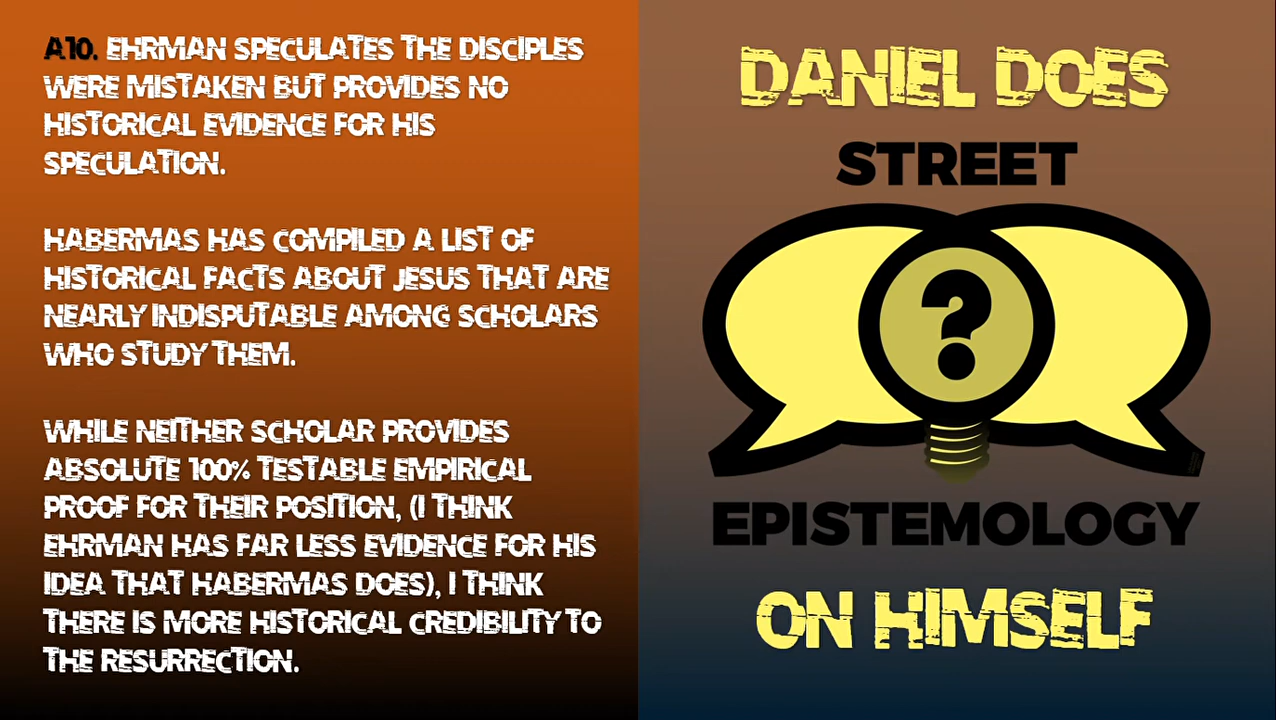 A10. EHRMAN SPECULATES THE DISCIPLES
WERE MISTAKEN BUT PROVIDES NO
HISTORICAL EVIDENCE FOR HIS
SPECULATION.
HABERMAS HAS COMPILED A LIST OF
HISTORICAL FACTS ABOUT JESUS THAT ARE
NEARLY INDISPUTABLE AMONG SCHOLARS
WHO STUDY THEM.
WHILE NEITHER SCHOLAR PROVIDES
ABSOLUTE 100% TESTABLE EMPIRICAL
PROOF FOR THEIR POSITION, (I THINK
EHRMAN HAS FAR LESS EVIDENCE FOR HIS
IDEA THAT HABERMAS DOES), I THINK
THERE IS MORE HISTORICAL CREDIBILITY TO
THE RESURRECTION.
DANIEL DOES
STREET
?
EPISTEMOLOGY
ON HIMSELF